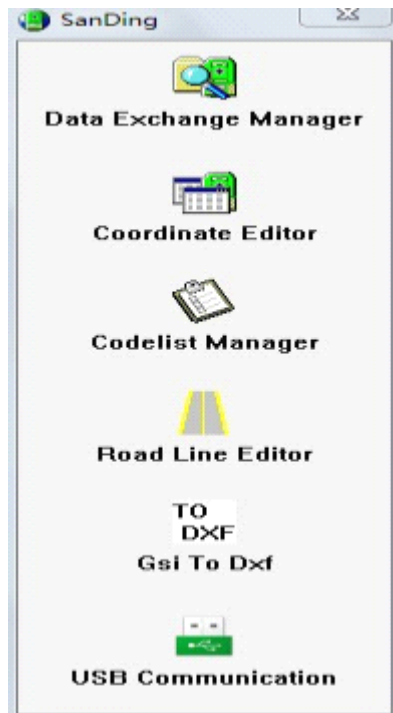 SanDing
Data Exchange Manager
Coordinate Editor
Codelist Manager
Road Line Editor
TO
DXF
Gsi To Dxf
USB Communication